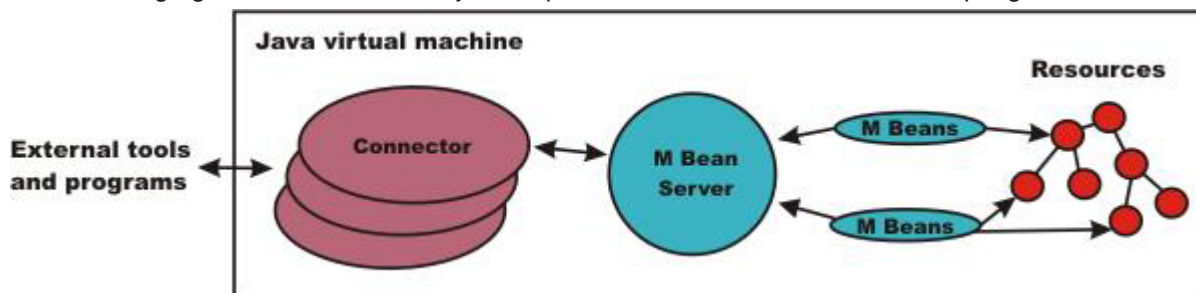 Java virtual machine
Resources
M Beans
Connector
External tools
and programs
M Bean
Server
M Beans